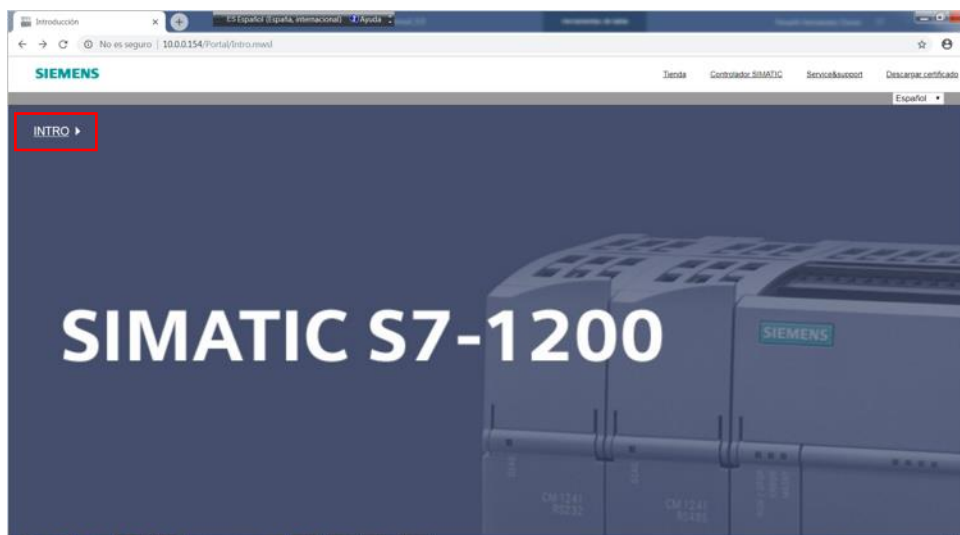 Introducción
ES Español (España, internacional) Ayuda
No es seguro | 10.0.0.154/Portal/Intro.mwsl
SIEMENS
Tienda Controlador SIMATIC Service&support Descargar certificado
Español
INTRO
SIMATIC S7-1200
SIEMENS
CM 1241
RS232
CM 1241
RS485